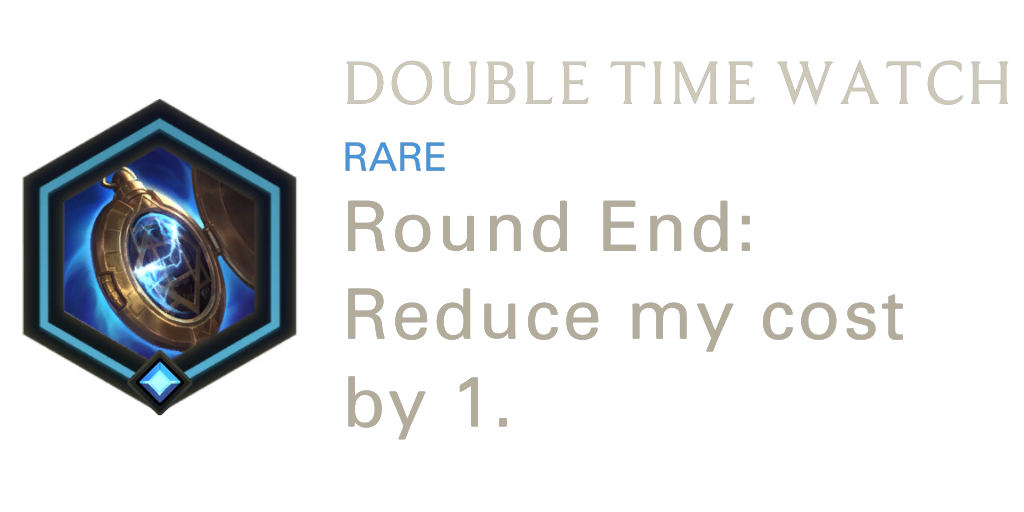 DOUBLE TIME WATCH
RARE
Round End:
Reduce my cost
by 1.